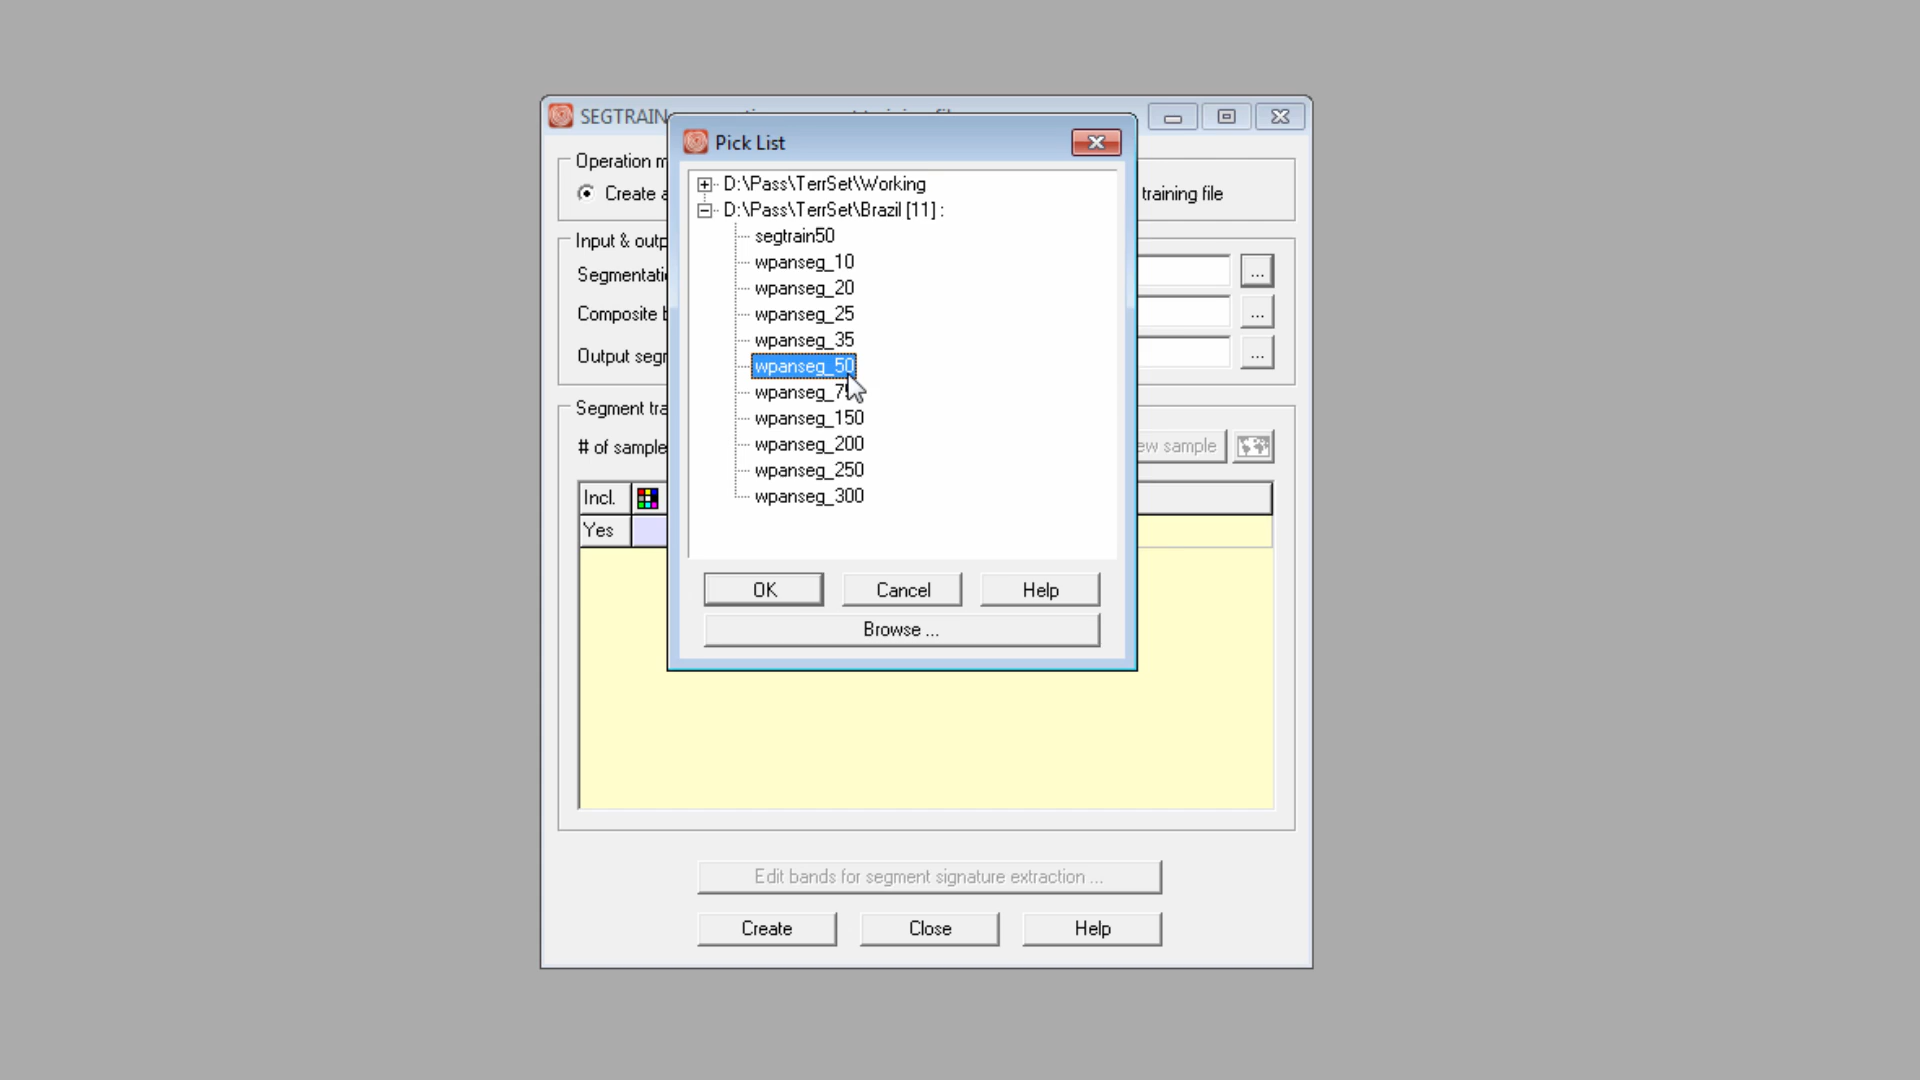 SEGTRAIN
Pick List
Operation m
Create a
training file
D:\Pass\TerrSet\Working
D:\Pass\TerrSet\Brazil [11] :
segtrain50
wpanseg_10
wpanseg_20
wpanseg_25
wpanseg_35
wpanseg_50
wpanseg_75
wpanseg_150
wpanseg_200
wpanseg_250
wpanseg_300
Input & outp
Segmentati
...
Composite b
...
Output segr
...
Segment tra
# of sample
ew sample
Incl.
Yes
OK
Cancel
Help
Browse ...
Edit bands for segment signature extraction ...
Create
Close
Help